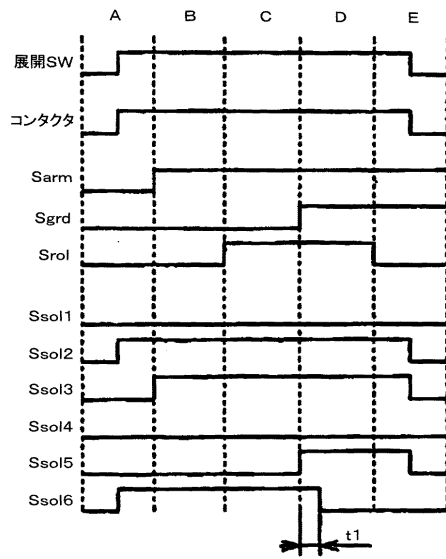 A B C D E
展開SW
コンタクタ
Sarm
Sgrd
Srol
Ssol1
Ssol2
Ssol3
Ssol4
Ssol5
Ssol6
t1